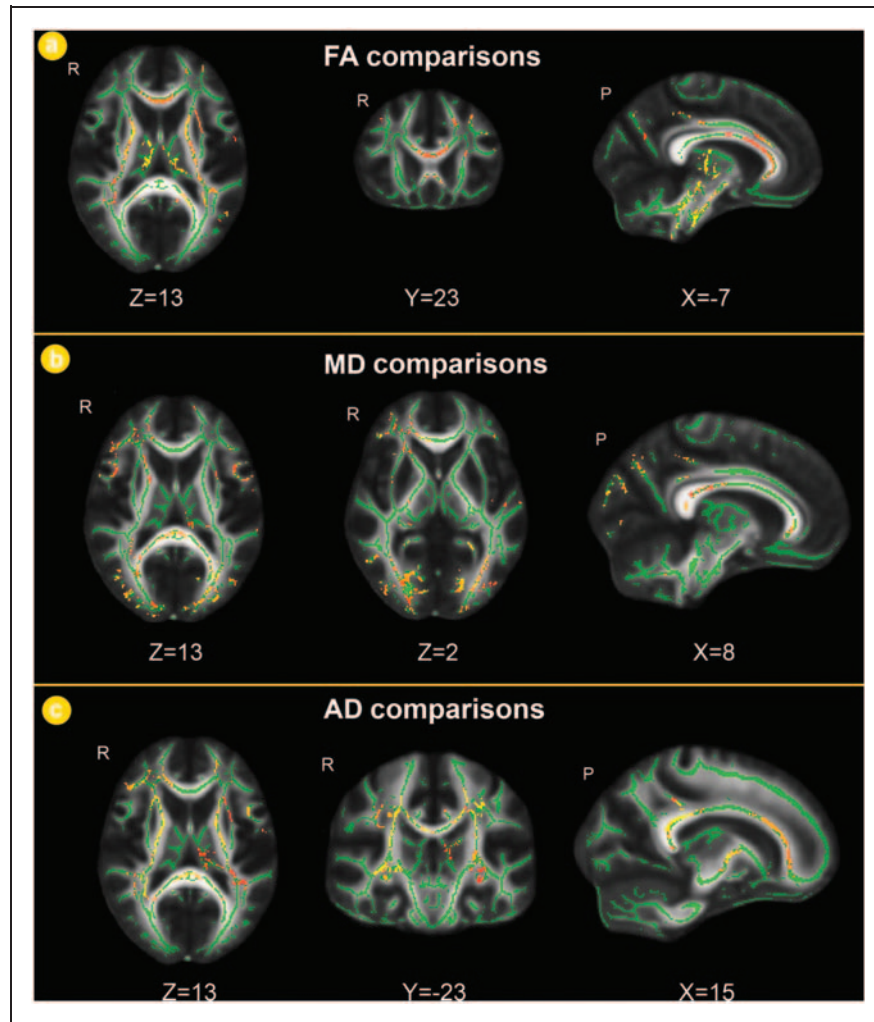 a
FA comparisons
R
R
P
Z=13
Y=23
X=-7
b
MD comparisons
R
R
P
Z=13
Z=2
X=8
c
AD comparisons
R
R
P
Z=13
Y=-23
X=15